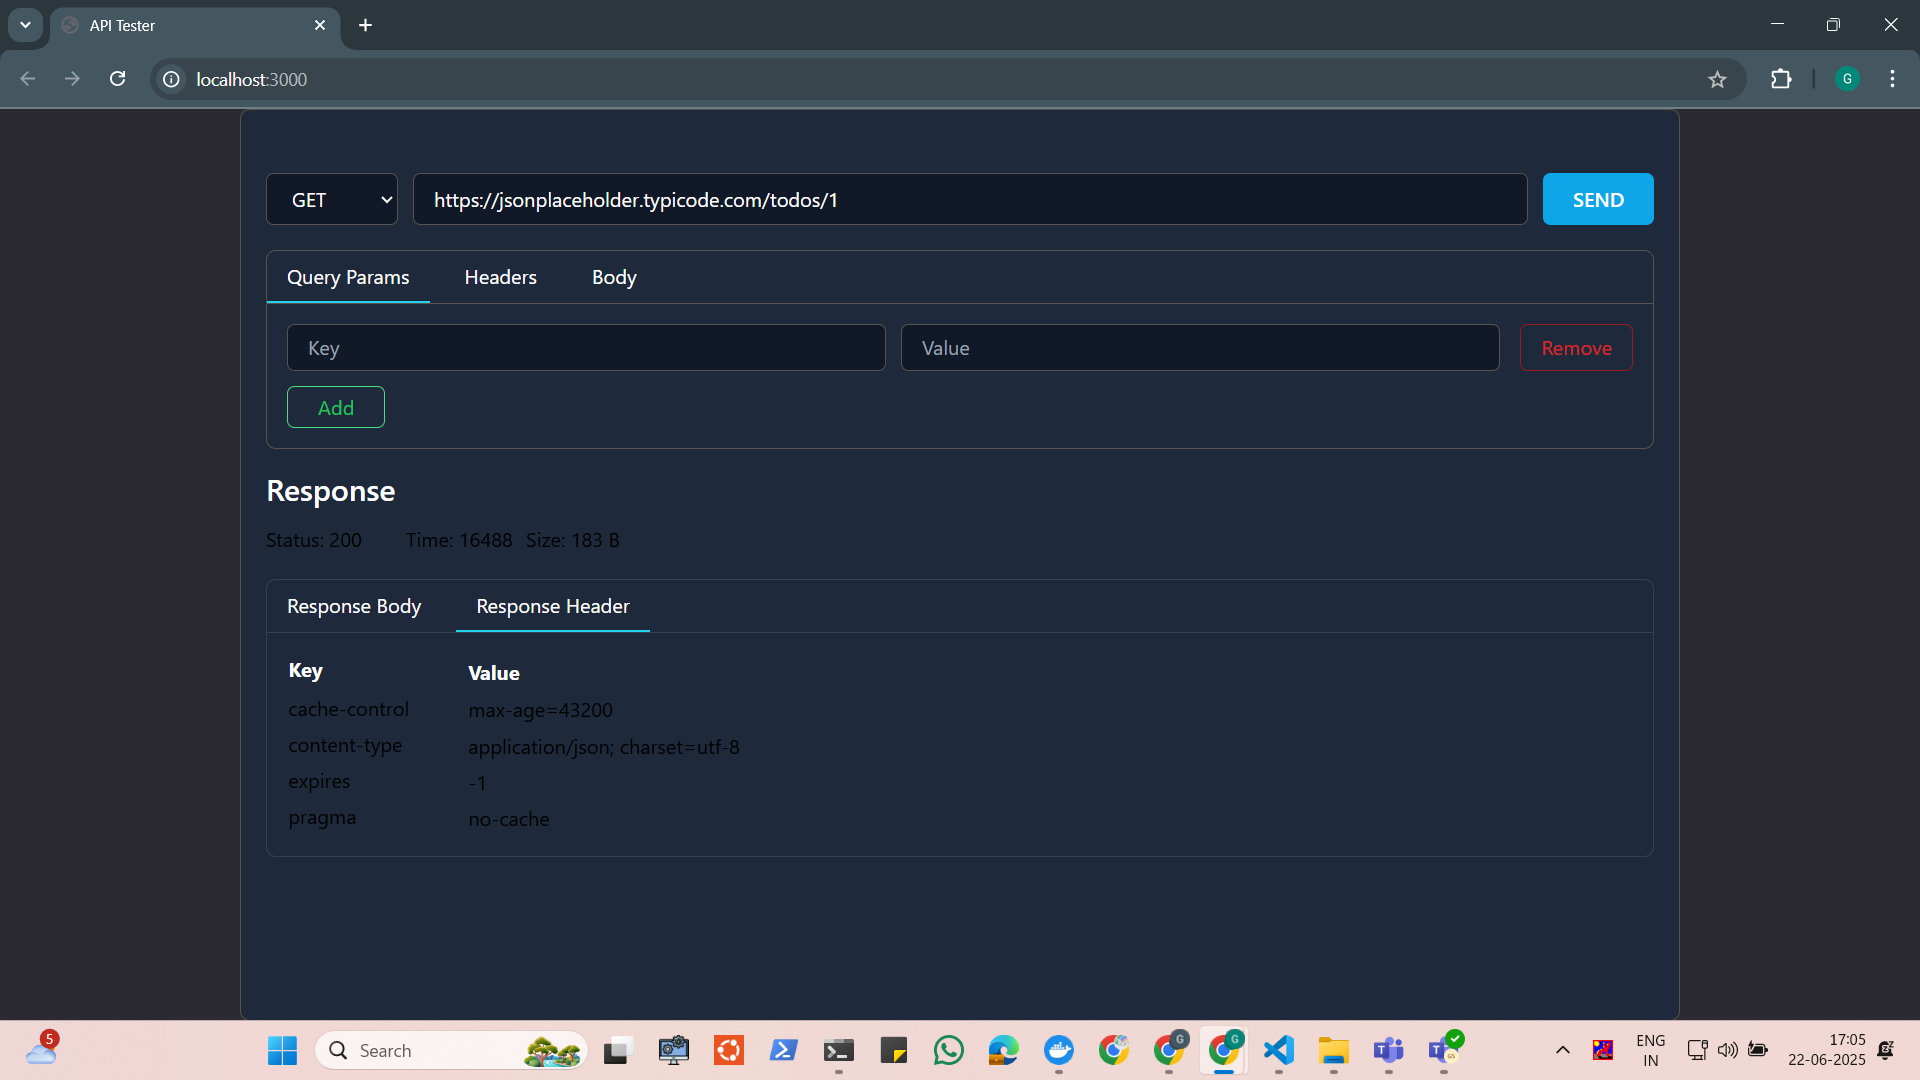 API Tester
localhost:3000
G
GET
https://jsonplaceholder.typicode.com/todos/1
SEND
Query Params Headers Body
Key Value Remove
Add
Response
Status: 200 Time: 16488 Size: 183 B
Response Body Response Header
Key Value
cache-control max-age=43200
content-type application/json; charset=utf-8
expires -1
pragma no-cache
5
Search
G
G
ENG
IN
17:05
22-06-2025